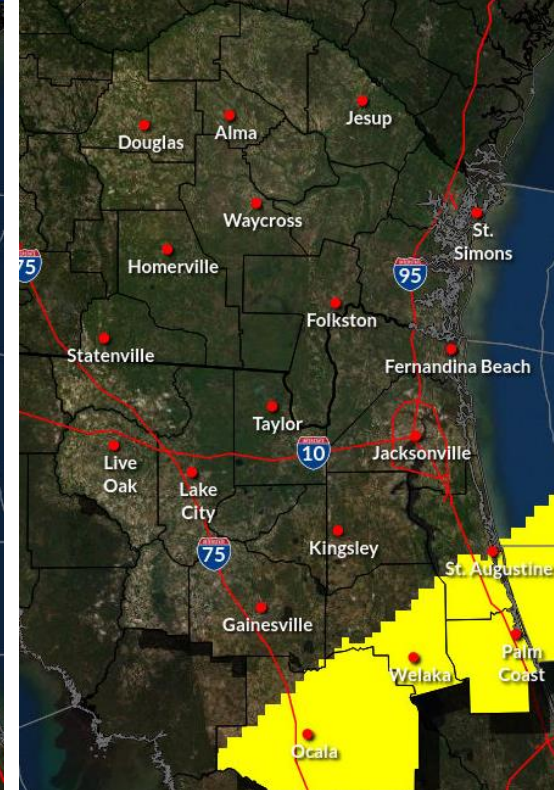 Jesup
Alma
Douglas
Waycross
St.
Simons
Homerville
75
95
Folkston
Statenville
Fernandina Beach
Taylor
Jacksonville
10
Live
Oak
Lake
City
Kingsley
75
St. Augustine
Gainesville
Palm
Coast
Welaka
Ocala